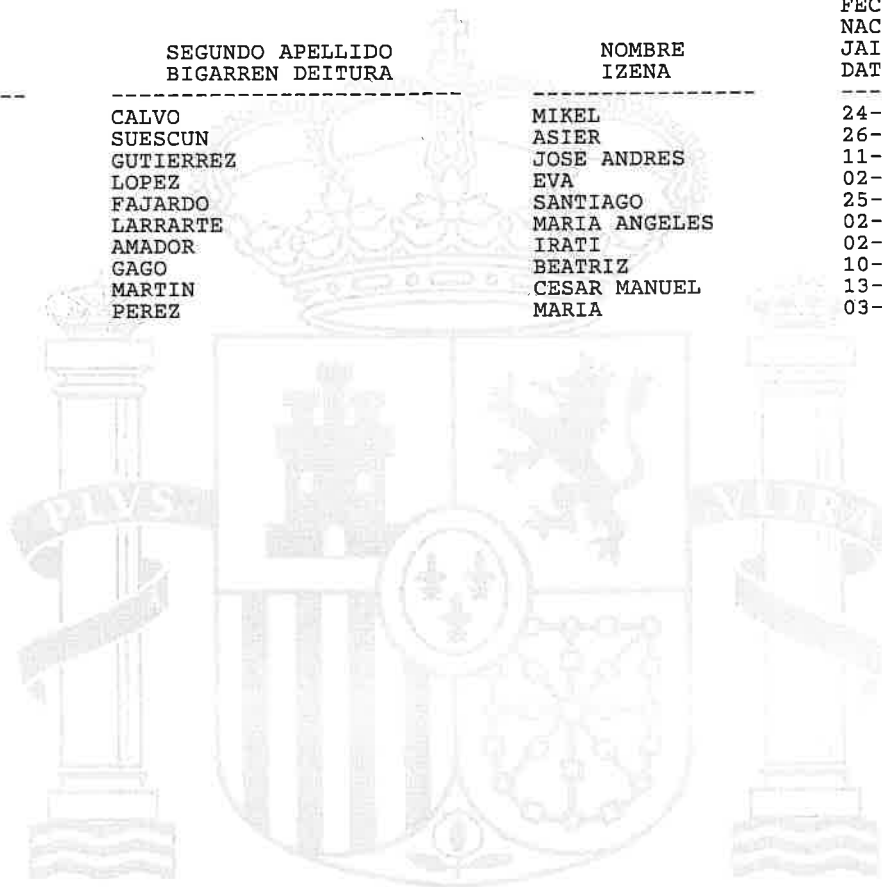 FEC
NAC
SEGUNDO APELLIDO NOMBRE JAI
BIGARREN DEITURA IZENA DAT
-- -------------------------- ---------------- ---
CALVO MIKEL 24-
SUESCUN ASIER 26-
GUTIERREZ JOSE ANDRES 11-
LOPEZ EVA 02-
FAJARDO SANTIAGO 25-
LARRARTE MARIA ANGELES 02-
AMADOR IRATI 02-
GAGO BEATRIZ 10-
MARTIN CESAR MANUEL 13-
PEREZ MARIA 03-
PLVS VLTRA